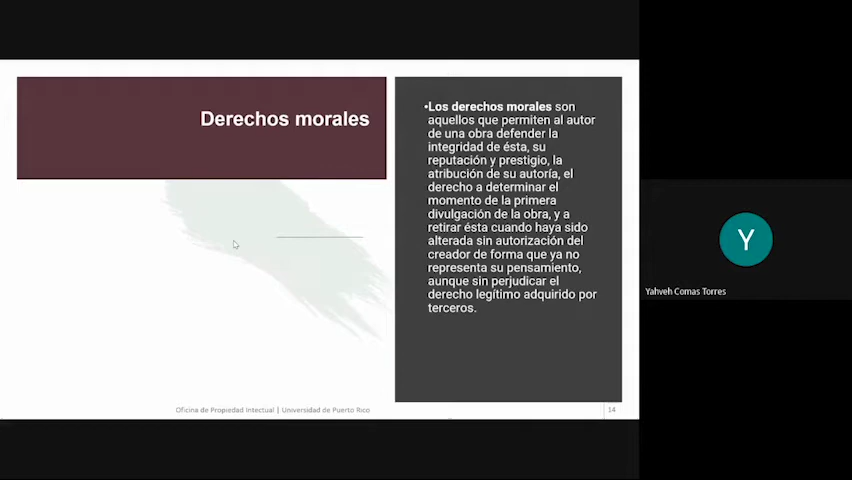 Derechos morales
•Los derechos morales son
aquellos que permiten al autor
de una obra defender la
integridad de ésta, su
reputación y prestigio, la
atribución de su autoría, el
derecho a determinar el
momento de la primera
divulgación de la obra, y a
retirar ésta cuando haya sido
alterada sin autorización del
creador de forma que ya no
representa su pensamiento,
aunque sin perjudicar el
derecho legítimo adquirido por
terceros.
Oficina de Propiedad Intectual | Universidad de Puerto Rico
14
Y
Yahveh Comas Torres